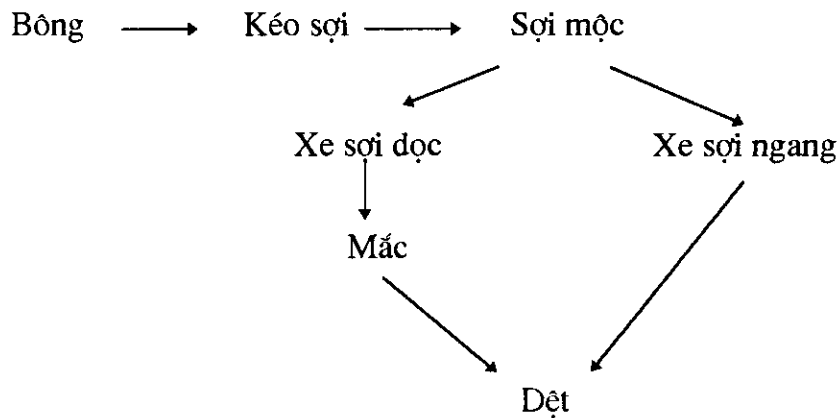 Bông Kéo sợi Sợi mộc
Xe sợi dọc Xe sợi ngang
Mắc
Dệt